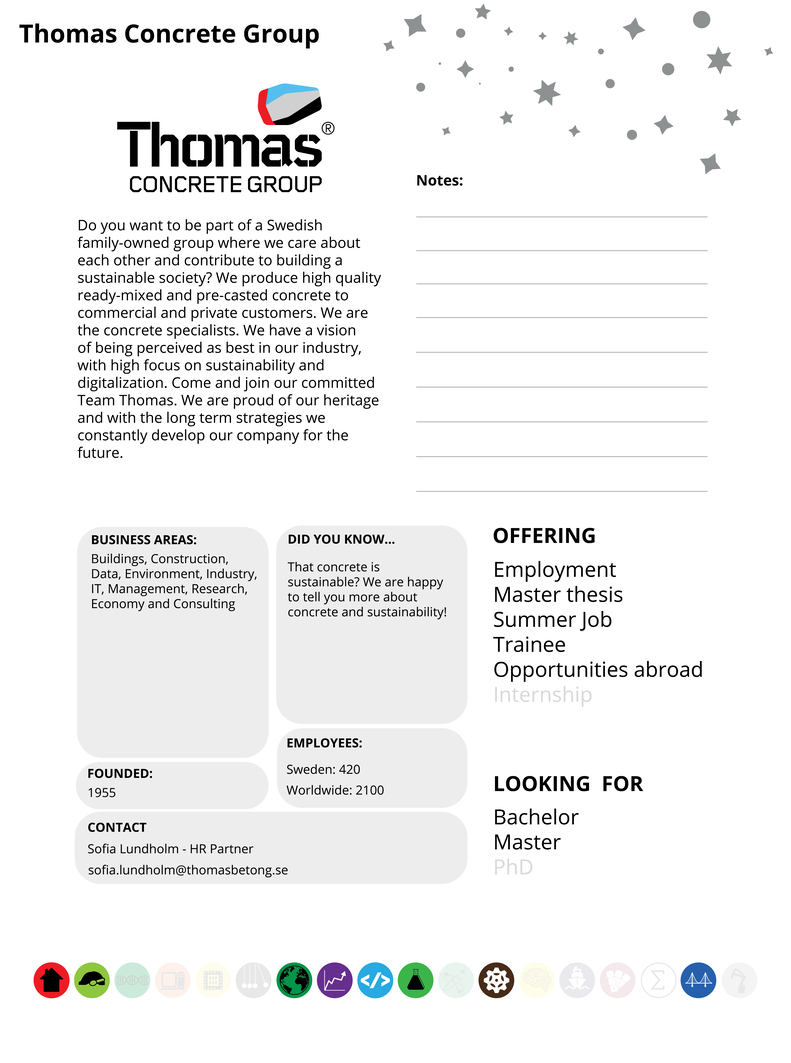 Thomas Concrete Group
Thomas®
CONCRETE GROUP
Do you want to be part of a Swedish
family-owned group where we care about
each other and contribute to building a
sustainable society? We produce high quality
ready-mixed and pre-casted concrete to
commercial and private customers. We are
the concrete specialists. We have a vision
of being perceived as best in our industry,
with high focus on sustainability and
digitalization. Come and join our committed
Team Thomas. We are proud of our heritage
and with the long term strategies we
constantly develop our company for the
future.
Notes:
BUSINESS AREAS:
Buildings, Construction,
Data, Environment, Industry,
IT, Management, Research,
Economy and Consulting
DID YOU KNOW...
That concrete is
sustainable? We are happy
to tell you more about
concrete and sustainability!
EMPLOYEES:
Sweden: 420
Worldwide: 2100
FOUNDED:
1955
CONTACT
Sofia Lundholm - HR Partner
sofia.lundholm@thomasbetong.se
OFFERING
Employment
Master thesis
Summer Job
Trainee
Opportunities abroad
Internship
LOOKING FOR
Bachelor
Master
PhD
</>
Σ